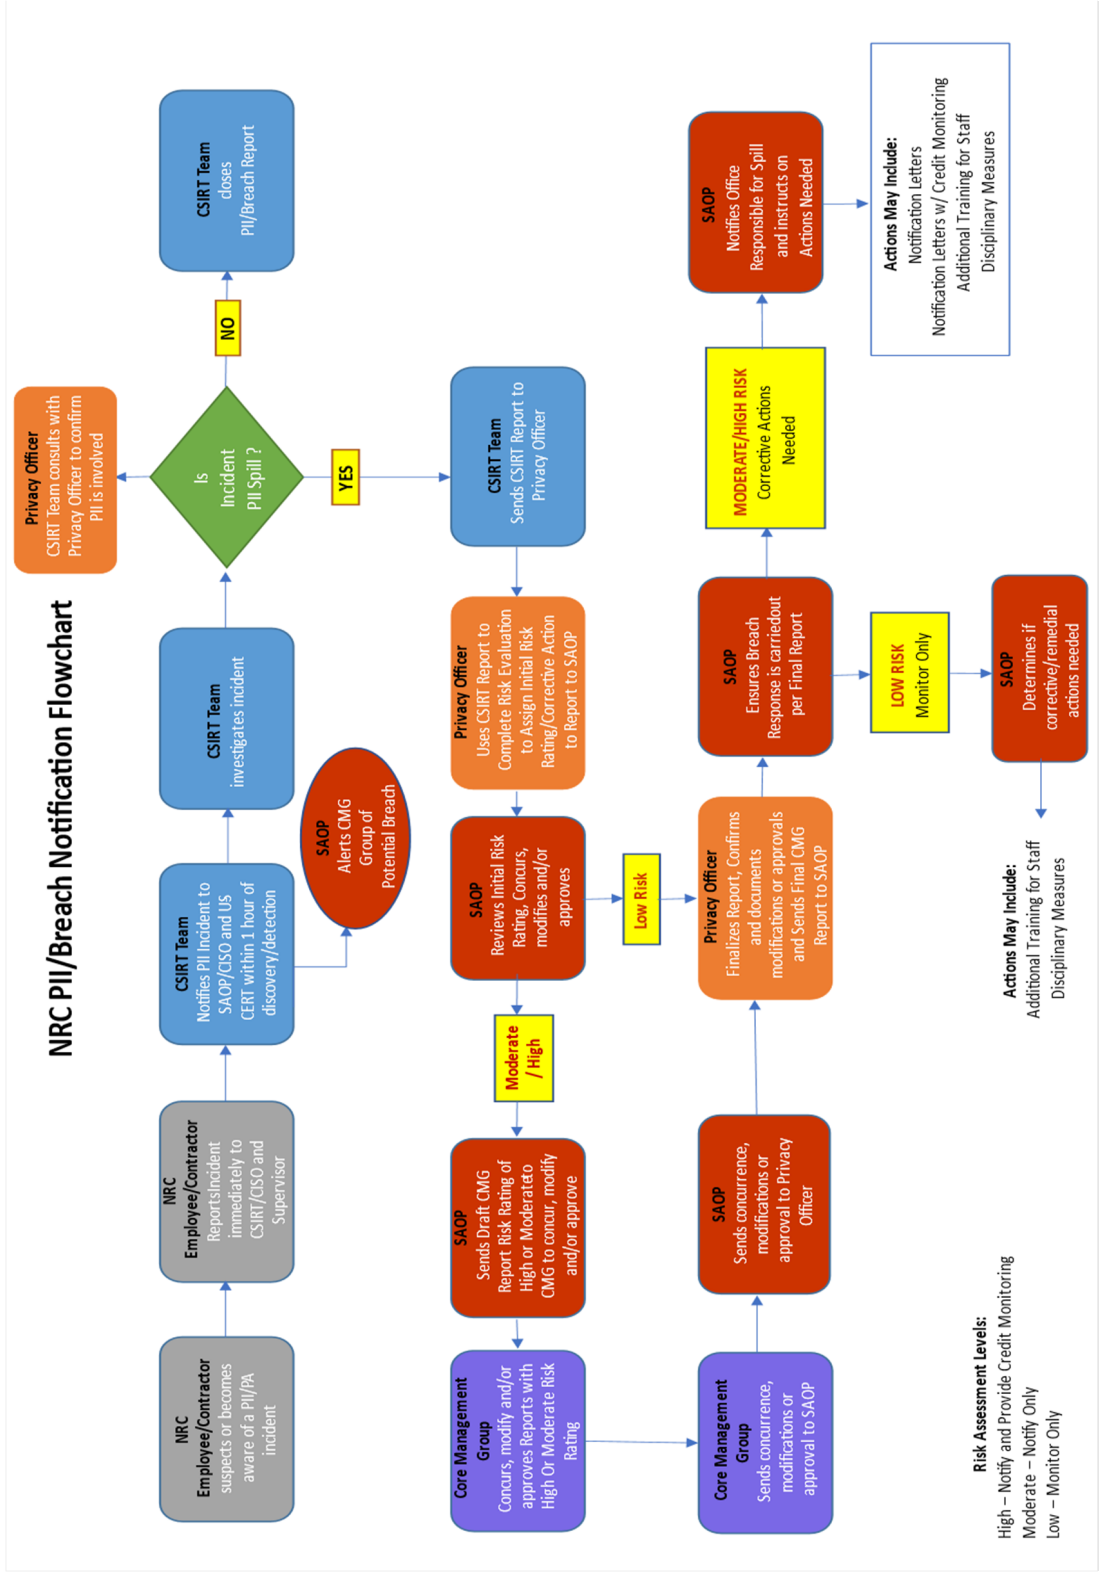 NRC PII/Breach Notification Flowchart
NRC
Employee/Contractor
suspects or becomes
aware of a PII/PA
incident
NRC
Employee/Contractor
ReportsIncident
immediately to
CSIRT/CISO and
Supervisor
CSIRT Team
Notifies PII Incident to
SAOP/CISO and US
CERT within 1 hour of
discovery/detection
SAOP
Alerts CMG
Group of
Potential Breach
CSIRT Team
investigates incident
Is
Incident
PII Spill ?
Privacy Officer
CSIRT Team consults with
Privacy Officer to confirm
PII is involved
NO
CSIRT Team
closes
PII/Breach Report
YES
CSIRT Team
Sends CSIRT Report to
Privacy Officer
Privacy Officer
Uses CSIRT Report to
Complete Risk Evaluation
to Assign Initial Risk
Rating/Corrective Action
to Report to SAOP
SAOP
Reviews Initial Risk
Rating, Concurs,
modifies and/or
approves
Low Risk
Moderate
/ High
SAOP
Sends Draft CMG
Report Risk Rating of
High or Moderateto
CMG to concur, modify
and/or approve
Core Management
Group
Concurs, modify and/or
approves Reports with
High Or Moderate Risk
Rating
Core Management
Group
Sends concurrence,
modifications or
approval to SAOP
SAOP
Sends concurrence,
modifications or
approval to Privacy
Officer
Privacy Officer
Finalizes Report, Confirms
and documents
modifications or approvals
and Sends Final CMG
Report to SAOP
SAOP
Ensures Breach
Response is carriedout
per Final Report
MODERATE/HIGH RISK
Corrective Actions
Needed
SAOP
Notifies Office
Responsible for Spill
and instructs on
Actions Needed
Actions May Include:
Notification Letters
Notification Letters w/ Credit Monitoring
Additional Training for Staff
Disciplinary Measures
LOW RISK
Monitor Only
SAOP
Determines if
corrective/remedial
actions needed
Actions May Include:
Additional Training for Staff
Disciplinary Measures
Risk Assessment Levels:
High – Notify and Provide Credit Monitoring
Moderate – Notify Only
Low – Monitor Only